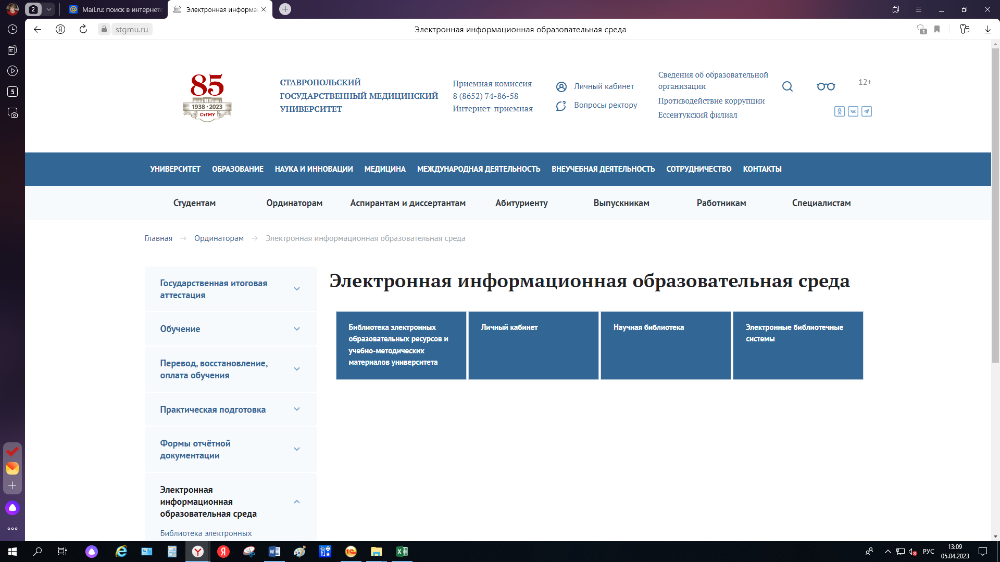 2
Mail.ru: поиск в интернете
Электронная информа
stgmu.ru
Электронная информационная образовательная среда
1
5
85
1938 • 2023
СтГМУ
СТАВРОПОЛЬСКИЙ
ГОСУДАРСТВЕННЫЙ МЕДИЦИНСКИЙ
УНИВЕРСИТЕТ
Приемная комиссия
8 (8652) 74-86-58
Интернет-приемная
Личный кабинет
Вопросы ректору
Сведения об образовательной
организации
Противодействие коррупции
Ессентукский филиал
12+
УНИВЕРСИТЕТ ОБРАЗОВАНИЕ НАУКА И ИННОВАЦИИ МЕДИЦИНА МЕЖДУНАРОДНАЯ ДЕЯТЕЛЬНОСТЬ ВНЕУЧЕБНАЯ ДЕЯТЕЛЬНОСТЬ СОТРУДНИЧЕСТВО КОНТАКТЫ
Студентам Ординаторам Аспирантам и диссертантам Абитуриенту Выпускникам Работникам Специалистам
Главная → Ординаторам → Электронная информационная образовательная среда
Государственная итоговая
аттестация
Обучение
Перевод, восстановление,
оплата обучения
Практическая подготовка
Формы отчётной
документации
Электронная
информационная
образовательная среда
Библиотека электронных
Электронная информационная образовательная среда
Библиотека электронных
образовательных ресурсов и
учебно-методических
материалов университета
Личный кабинет
Научная библиотека
Электронные библиотечные
системы
РУС
13:09
05.04.2023